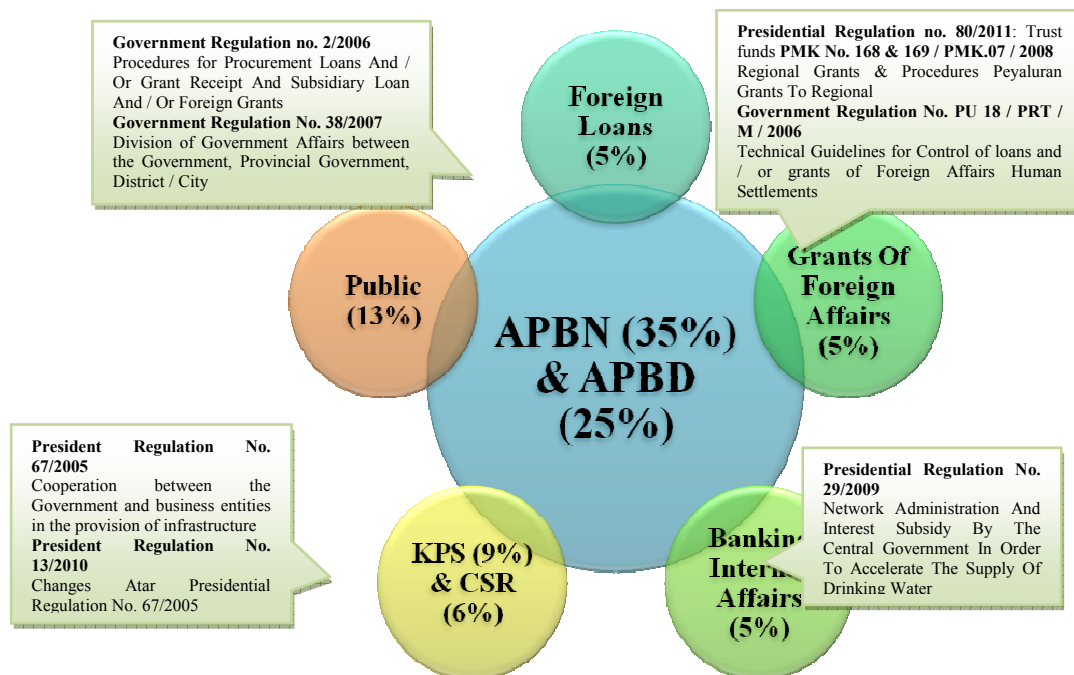 Government Regulation no. 2/2006
Procedures for Procurement Loans And /
Or Grant Receipt And Subsidiary Loan
And / Or Foreign Grants
Government Regulation No. 38/2007
Division of Government Affairs between
the Government, Provincial Government,
District / City
Foreign
Loans
(5%)
Presidential Regulation no. 80/2011: Trust
funds PMK No. 168 & 169 / PMK.07 / 2008
Regional Grants & Procedures Peyaluran
Grants To Regional
Government Regulation No. PU 18 / PRT /
M / 2006
Technical Guidelines for Control of loans and
/ or grants of Foreign Affairs Human
Settlements
Public
(13%)
APBN (35%)
& APBD
(25%)
Grants Of
Foreign
Affairs
(5%)
President Regulation No.
67/2005
Cooperation between the
Government and business entities
in the provision of infrastructure
President Regulation No.
13/2010
Changes Atar Presidential
Regulation No. 67/2005
KPS (9%)
& CSR
(6%)
Banking
Affairs
(5%)
Presidential Regulation No.
29/2009
Network Administration And
Interest Subsidy By The
Central Government In Order
To Accelerate The Supply Of
Drinking Water